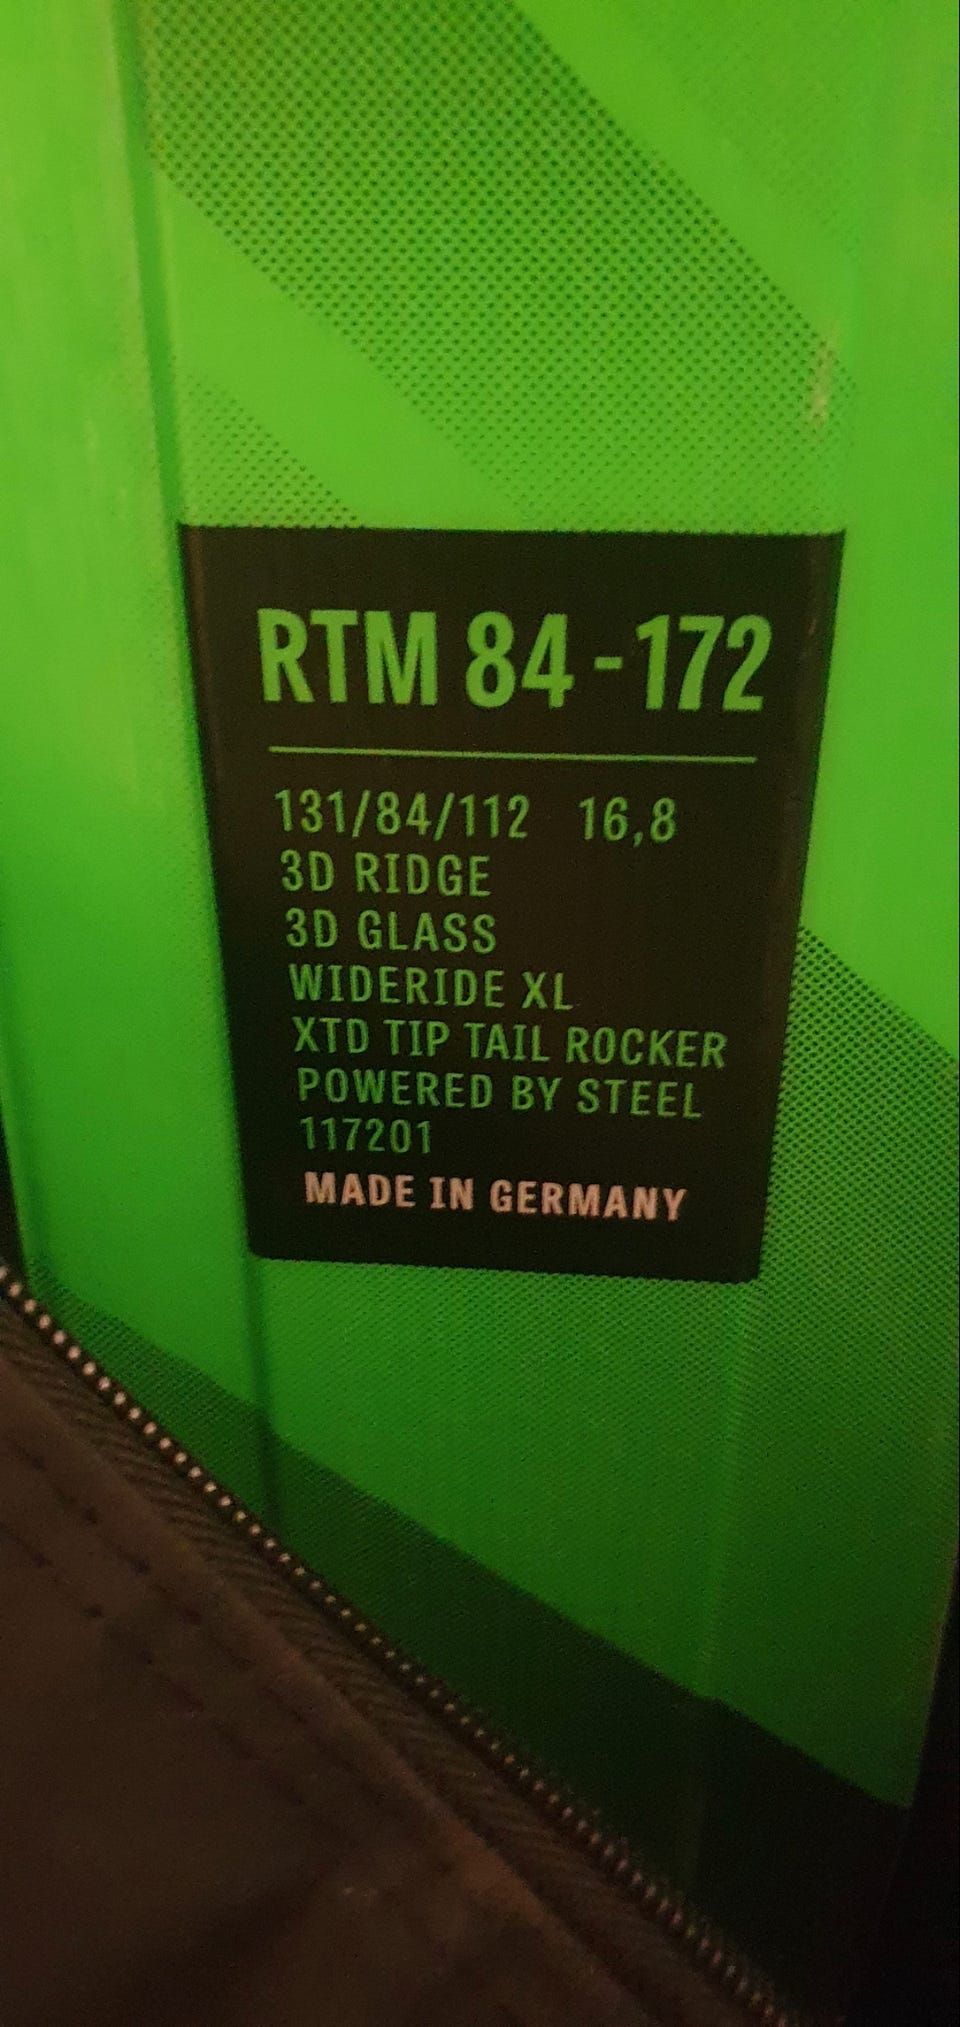 RTM 84 - 172
131/84/112 16,8
3D RIDGE
3D GLASS
WIDERIDE XL
XTD TIP TAIL ROCKER
POWERED BY STEEL
117201
MADE IN GERMANY